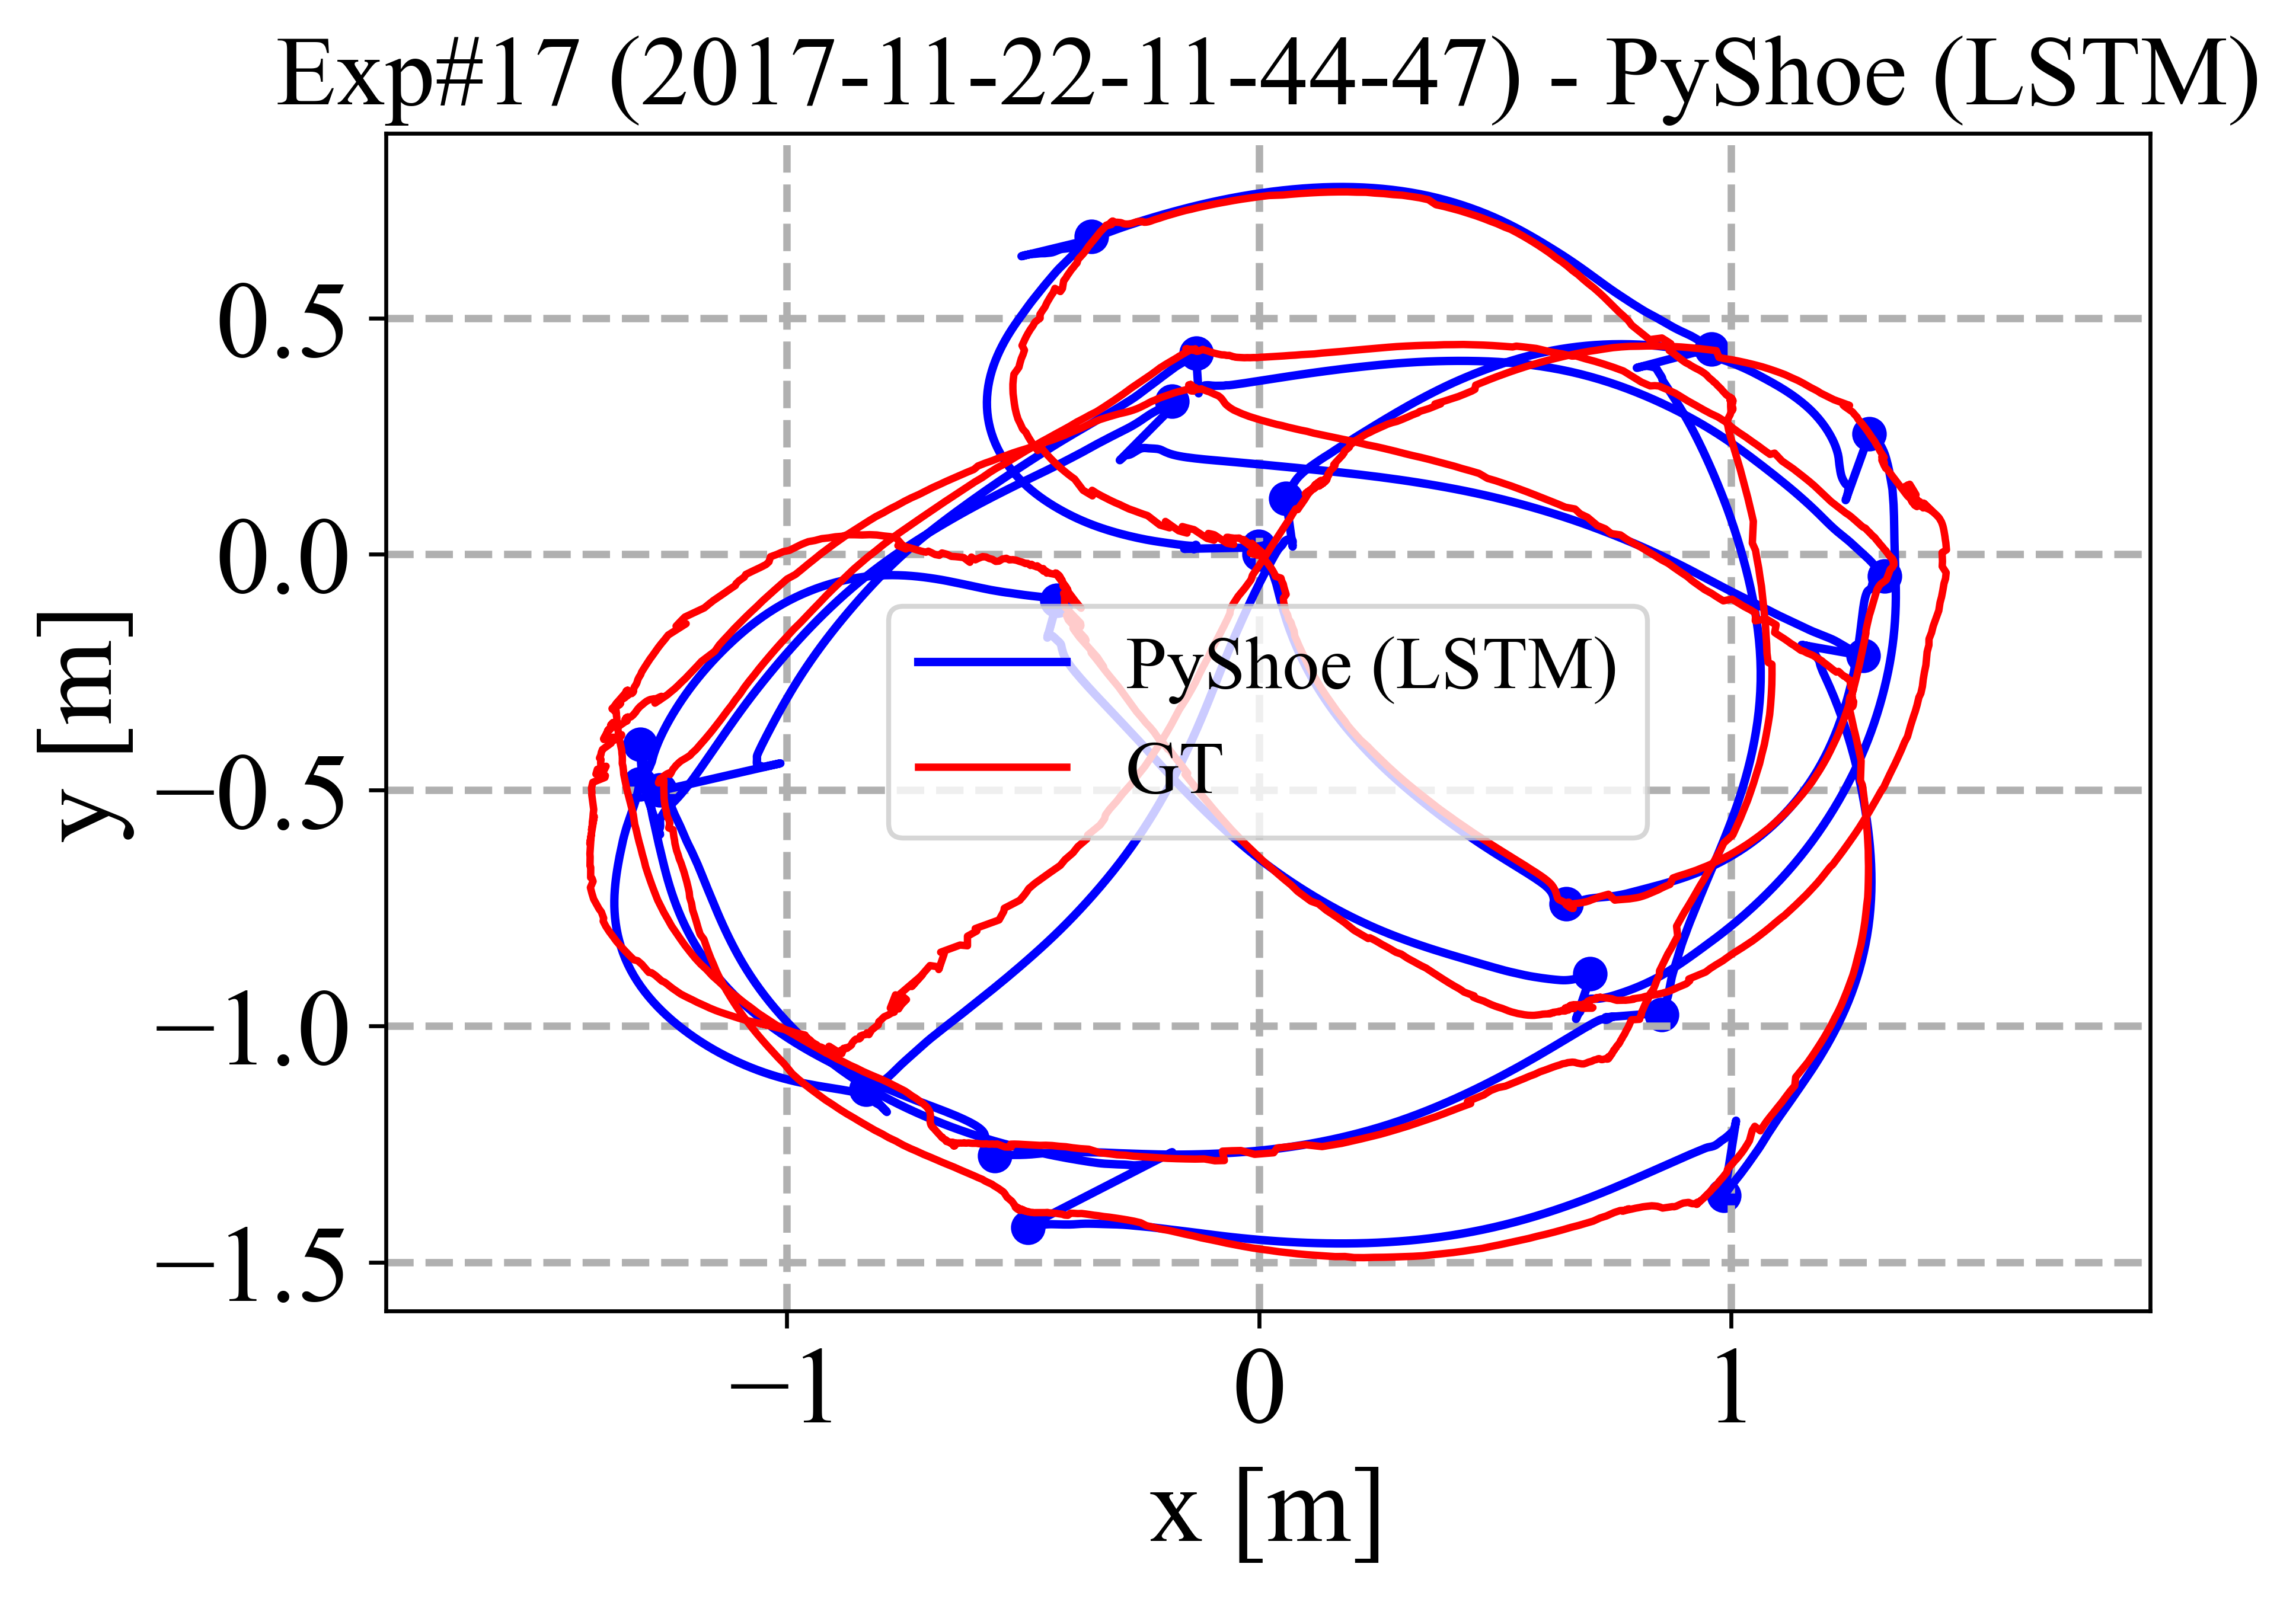 Exp#17 (2017-11-22-11-44-47) - PyShoe (LSTM)
0.5
0.0
−0.5
−1.0
−1.5
y [m]
PyShoe (LSTM)
GT
−1 0 1
x [m]